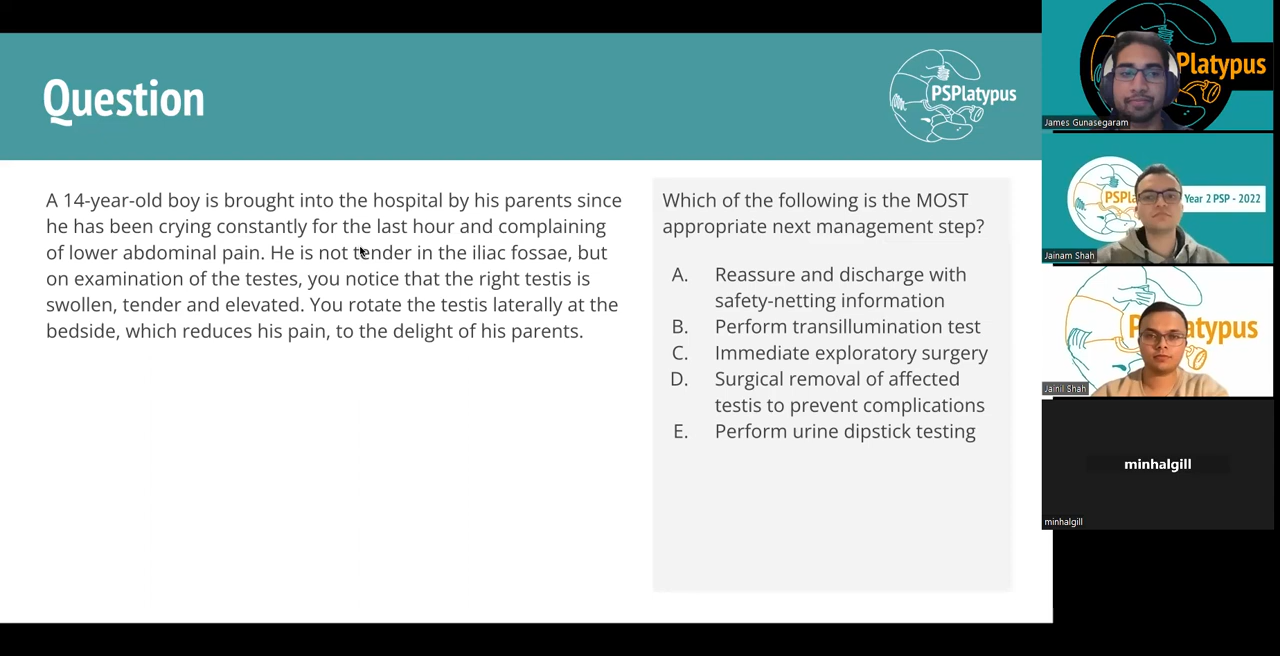 Question
PSPlatypus
A 14-year-old boy is brought into the hospital by his parents since
he has been crying constantly for the last hour and complaining
of lower abdominal pain. He is not tender in the iliac fossae, but
on examination of the testes, you notice that the right testis is
swollen, tender and elevated. You rotate the testis laterally at the
bedside, which reduces his pain, to the delight of his parents.
Which of the following is the MOST
appropriate next management step?
A. Reassure and discharge with
safety-netting information
B. Perform transillumination test
C. Immediate exploratory surgery
D. Surgical removal of affected
testis to prevent complications
E. Perform urine dipstick testing
Platypus
James Gunasegaram
PSPla
Year 2 PSP - 2022
Jainam Shah
P atypus
Jainil Shah
minhalgill
minhalgill